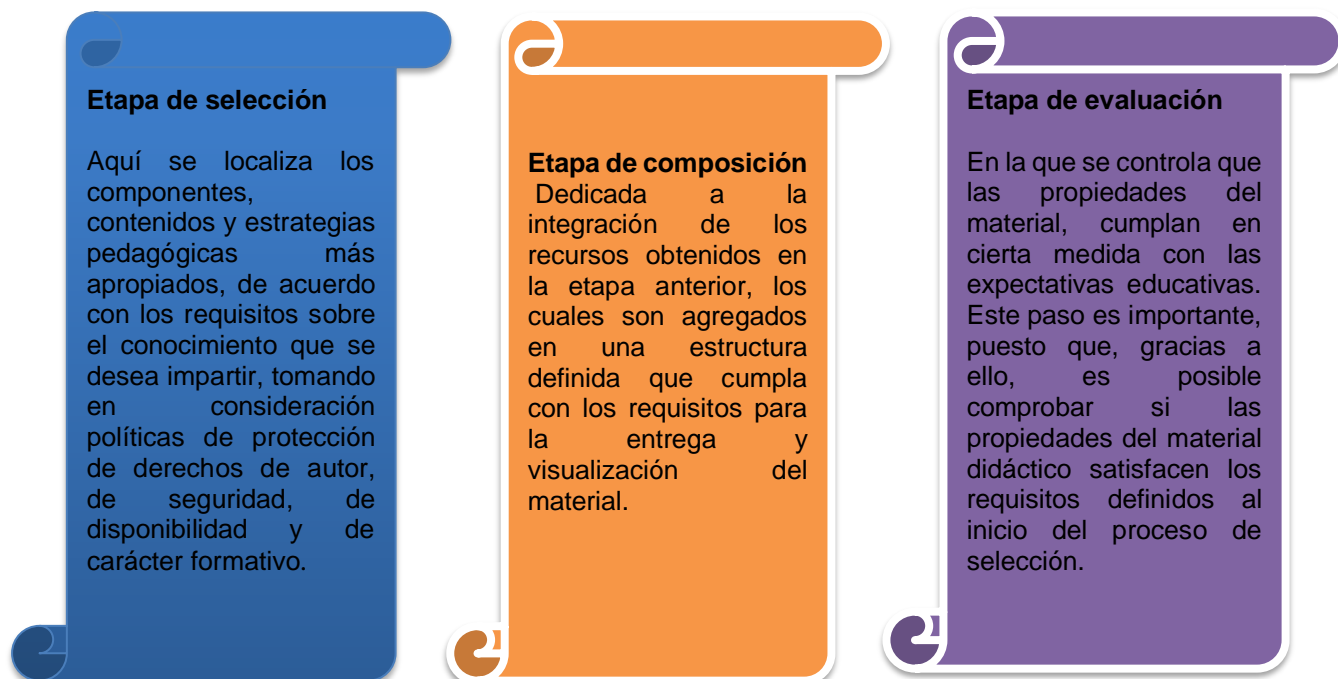 Etapa de selección
Aquí se localiza los
componentes,
contenidos y estrategias
pedagógicas más
apropiados, de acuerdo
con los requisitos sobre
el conocimiento que se
desea impartir, tomando
en consideración
políticas de protección
de derechos de autor,
de seguridad, de
disponibilidad y de
carácter formativo.
Etapa de composición
Dedicada a la
integración de los
recursos obtenidos en
la etapa anterior, los
cuales son agregados
en una estructura
definida que cumpla
con los requisitos para
la entrega y
visualización del
material.
Etapa de evaluación
En la que se controla que
las propiedades del
material, cumplan en
cierta medida con las
expectativas educativas.
Este paso es importante,
puesto que, gracias a
ello, es posible
comprobar si las
propiedades del material
didáctico satisfacen los
requisitos definidos al
inicio del proceso de
selección.